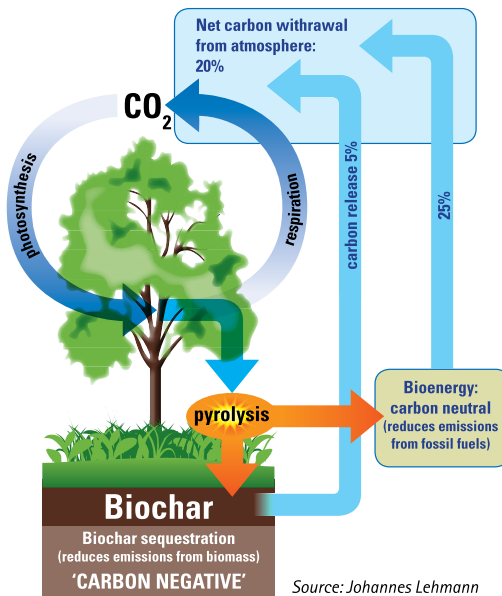 Net carbon withrawal
from atmosphere:
20%
CO2
photosynthesis
respiration
carbon release 5%
25%
pyrolysis
Bioenergy:
carbon neutral
(reduces emissions
from fossil fuels)
Biochar
Biochar sequestration
(reduces emissions from biomass)
‘CARBON NEGATIVE’
Source: Johannes Lehmann